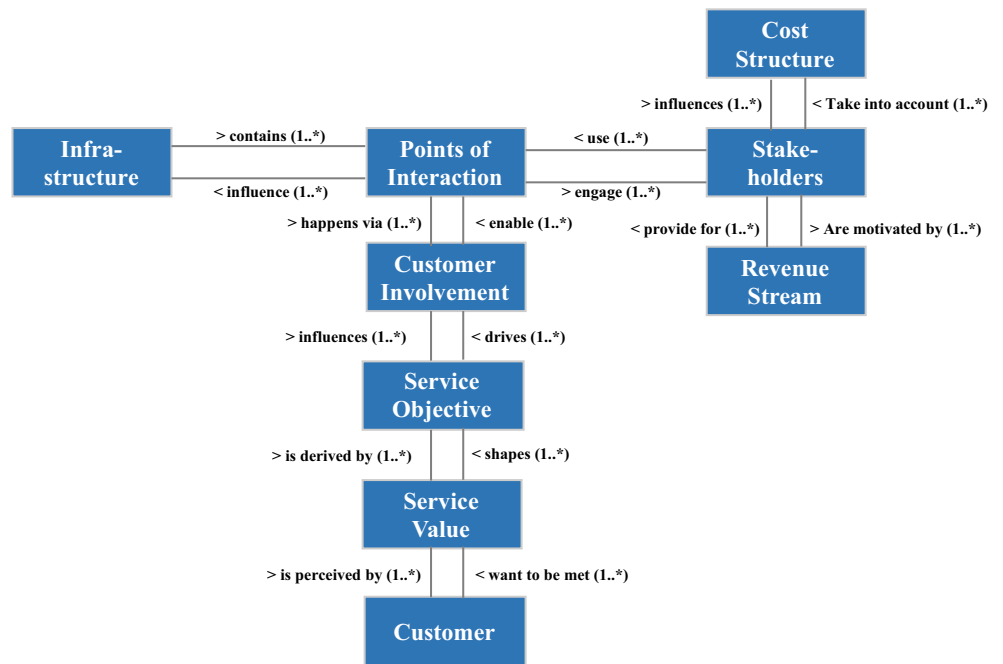 Cost
Structure
> influences (1..*)
< Take into account (1..*)
Infra-
structure
> contains (1..*)
< influence (1..*)
Points of
Interaction
< use (1..*)
> engage (1..*)
Stake-
holders
> happens via (1..*)
< enable (1..*)
< provide for (1..*)
> Are motivated by (1..*)
Customer
Involvement
Revenue
Stream
> influences (1..*)
< drives (1..*)
Service
Objective
> is derived by (1..*)
< shapes (1..*)
Service
Value
> is perceived by (1..*)
< want to be met (1..*)
Customer